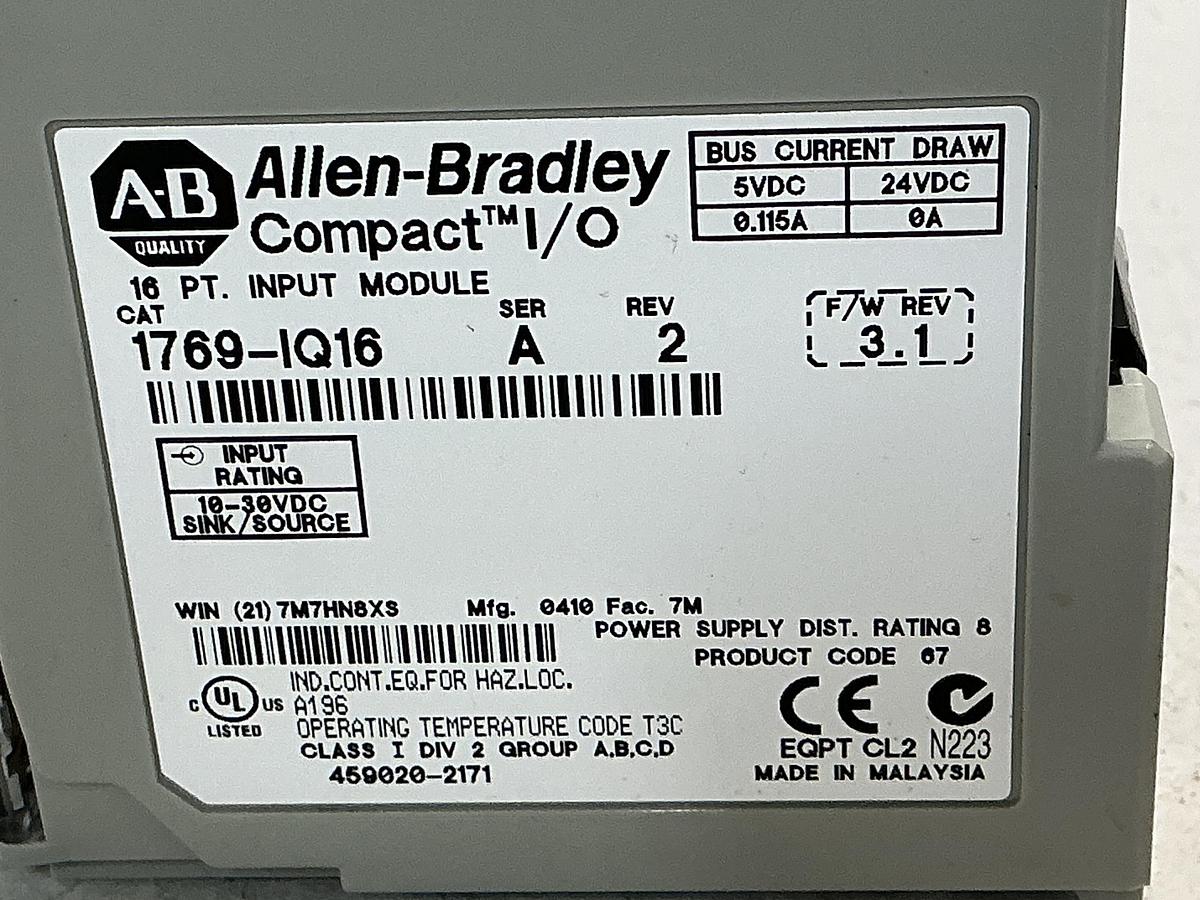 A-B
QUALITY
Allen-Bradley
Compact™ I/O
BUS CURRENT DRAW
5VDC 24VDC
0.115A 0A
16 PT. INPUT MODULE
CAT SER REV F/W REV
1769-IQ16 A 2 3.1
INPUT
RATING
10-30VDC
SINK/SOURCE
WIN (21) 7M7HN8XS Mfg. 0410 Fac. 7M
POWER SUPPLY DIST. RATING 8
PRODUCT CODE 67
C UL US
LISTED
IND.CONT.EQ.FOR HAZ.LOC.
A196
OPERATING TEMPERATURE CODE T3C
CLASS I DIV 2 GROUP A,B,C,D
459020-2171
CE
EQPT CL2 N223
MADE IN MALAYSIA